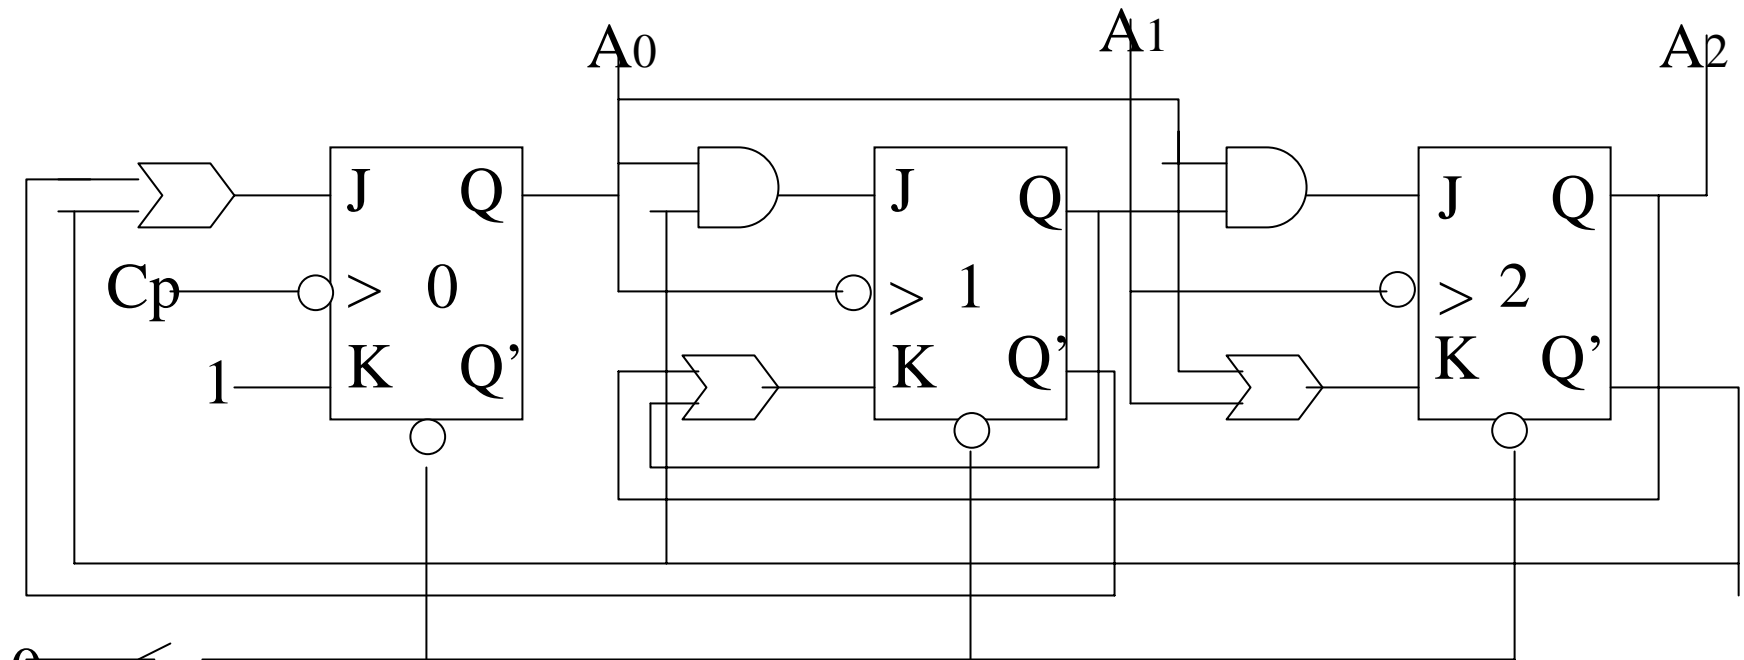 A0 A1 A2
J Q J Q J Q
Cp > 0 > 1 > 2
1 K Q’ K Q’ K Q’
0